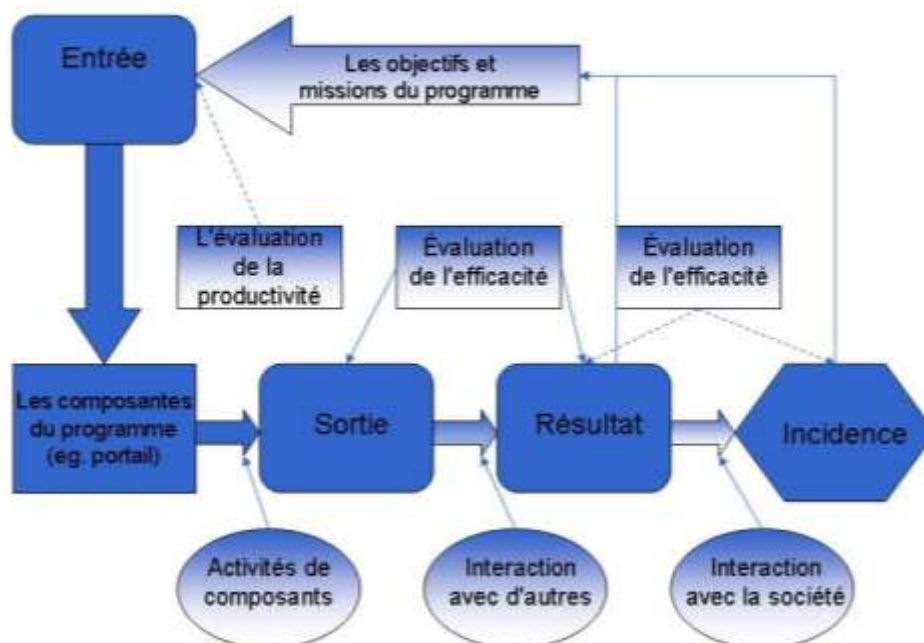 Entrée
Les objectifs et
missions du programme
L'évaluation
de la
productivité
Évaluation
de l'efficacité
Évaluation
de l'efficacité
Les composantes
du programme
(eg. portail)
Sortie
Résultat
Incidence
Activités de
composants
Interaction
avec d'autres
Interaction
avec la société